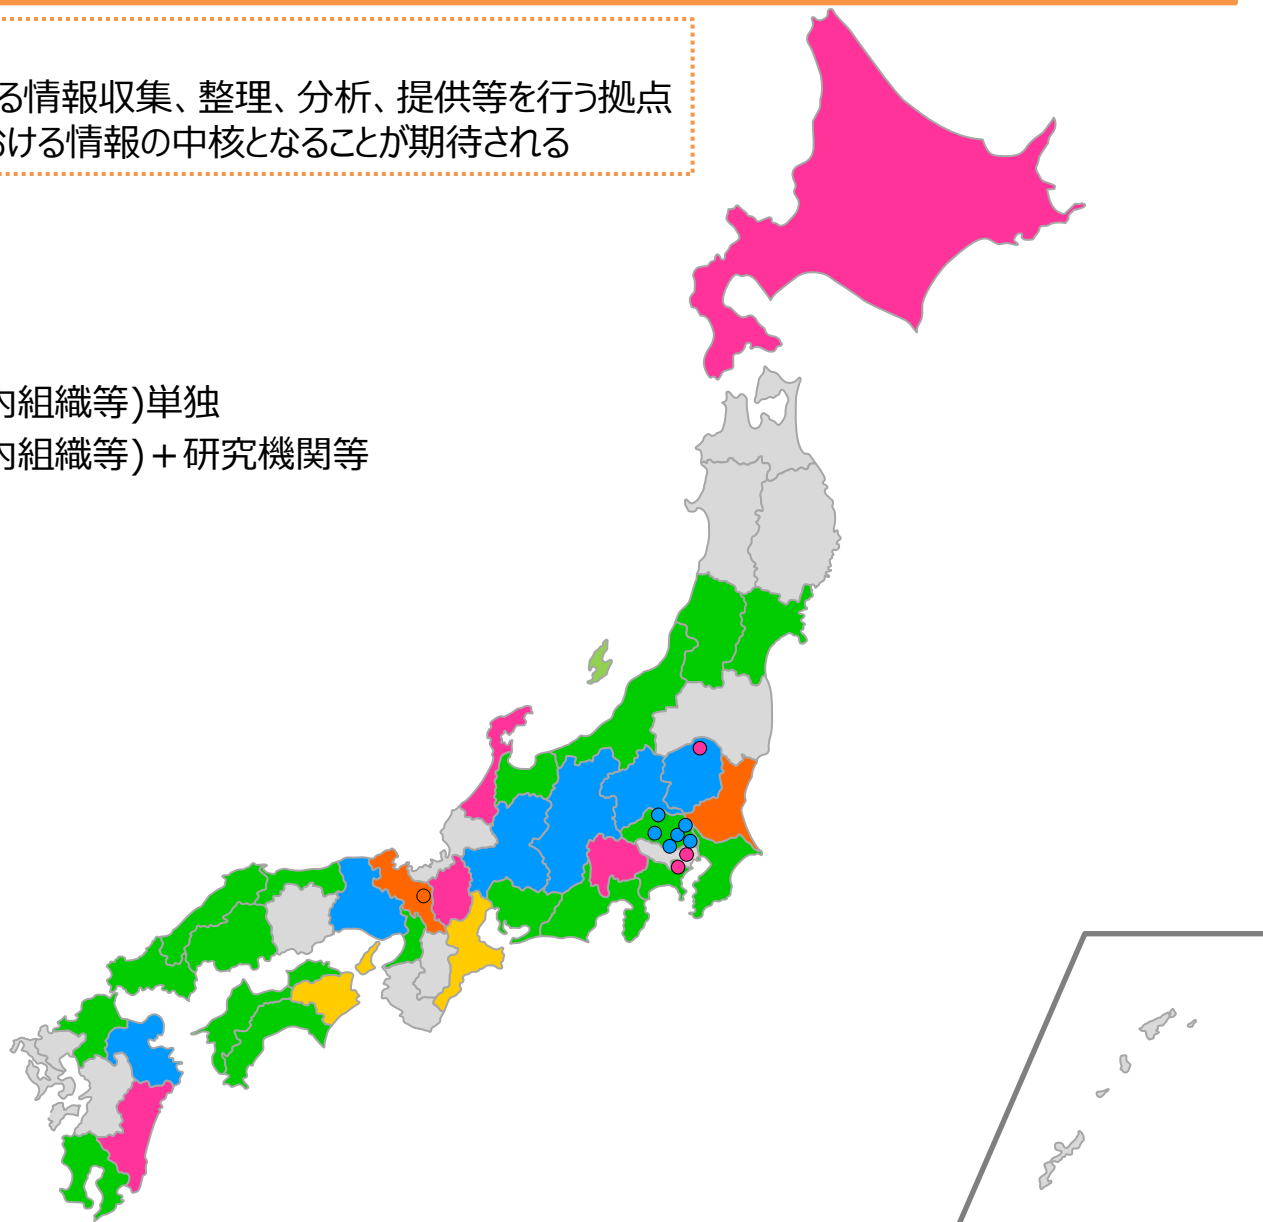 る情報収集、整理、分析、提供等を行う拠点
おける情報の中核となることが期待される
内組織等)単独
内組織等)＋研究機関等